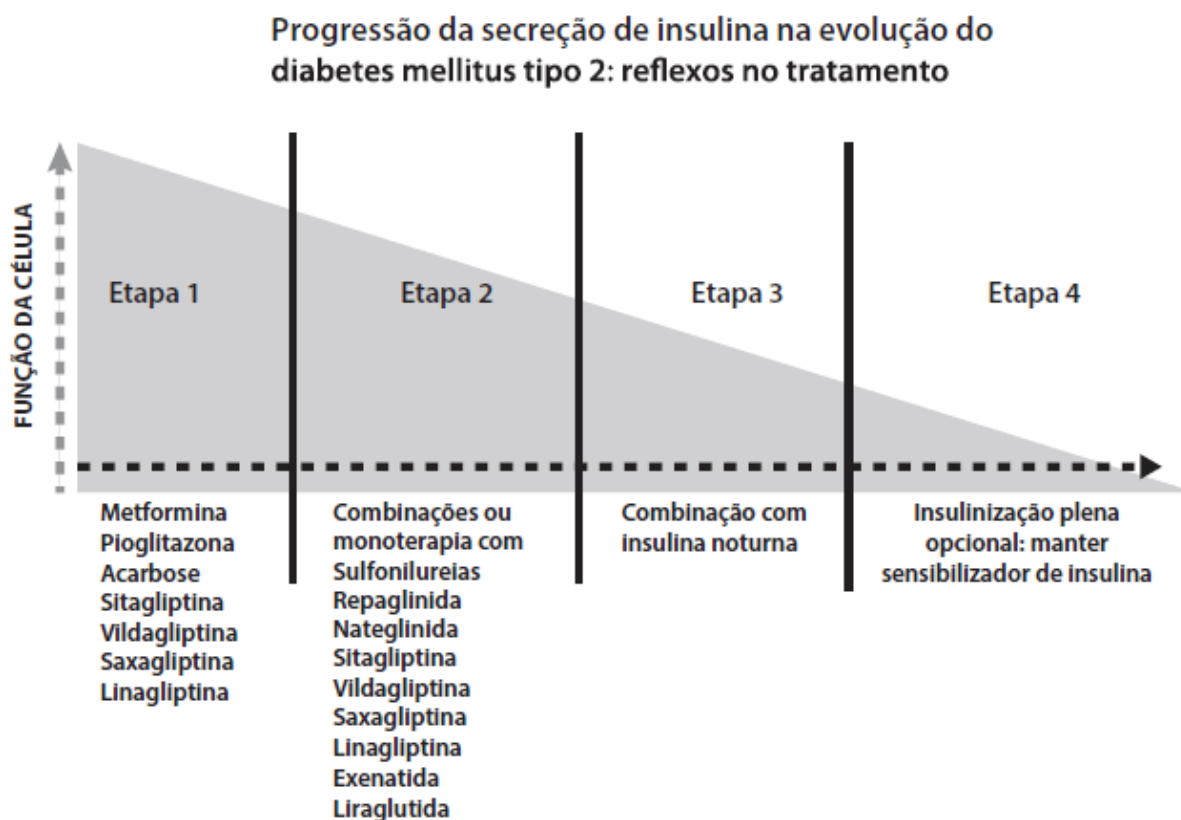 Progressão da secreção de insulina na evolução do
diabetes mellitus tipo 2: reflexos no tratamento
FUNÇÃO DA CÉLULA
Etapa 1
Etapa 2
Etapa 3
Etapa 4
Metformina
Pioglitazona
Acarbose
Sitagliptina
Vildagliptina
Saxagliptina
Linagliptina
Combinações ou
monoterapia com
Sulfonilureias
Repaglinida
Nateglinida
Sitagliptina
Vildagliptina
Saxagliptina
Linagliptina
Exenatida
Liraglutida
Combinação com
insulina noturna
Insulinização plena
opcional: manter
sensibilizador de insulina